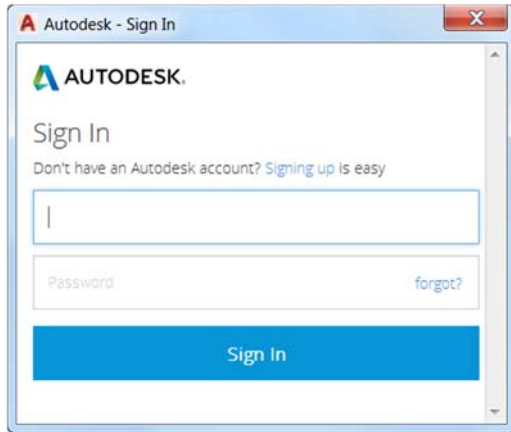 Autodesk - Sign In
AUTODESK.
Sign In
Don't have an Autodesk account? Signing up is easy
Password forgot?
Sign In